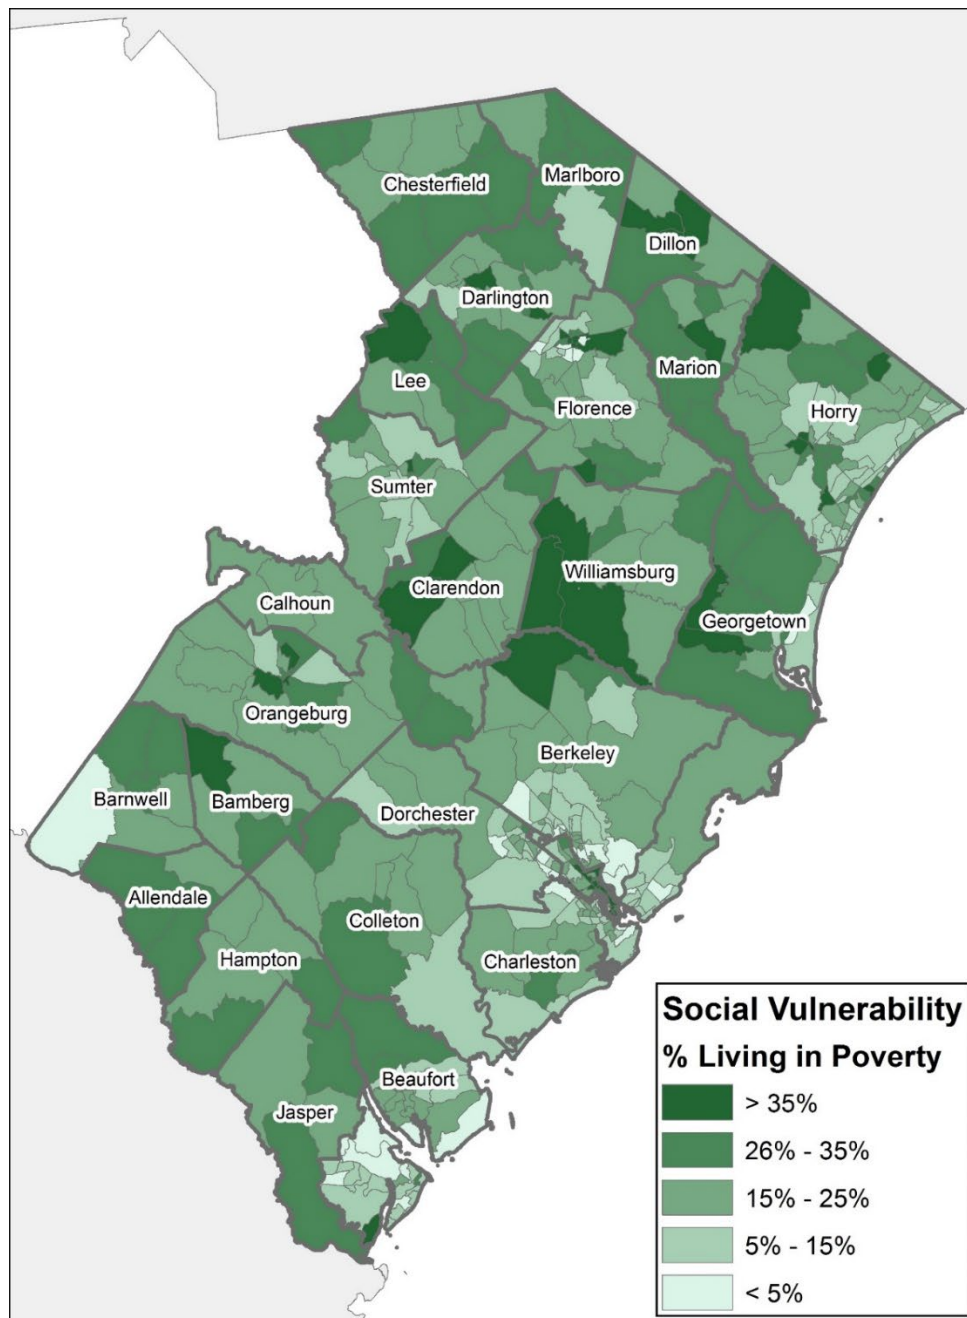 Chesterfield
Marlboro
Dillon
Darlington
Lee
Marion
Florence
Horry
Sumter
Clarendon
Williamsburg
Calhoun
Georgetown
Orangeburg
Berkeley
Barnwell
Bamberg
Dorchester
Allendale
Colleton
Hampton
Charleston
Beaufort
Jasper
Social Vulnerability
% Living in Poverty
> 35%
26% - 35%
15% - 25%
5% - 15%
< 5%